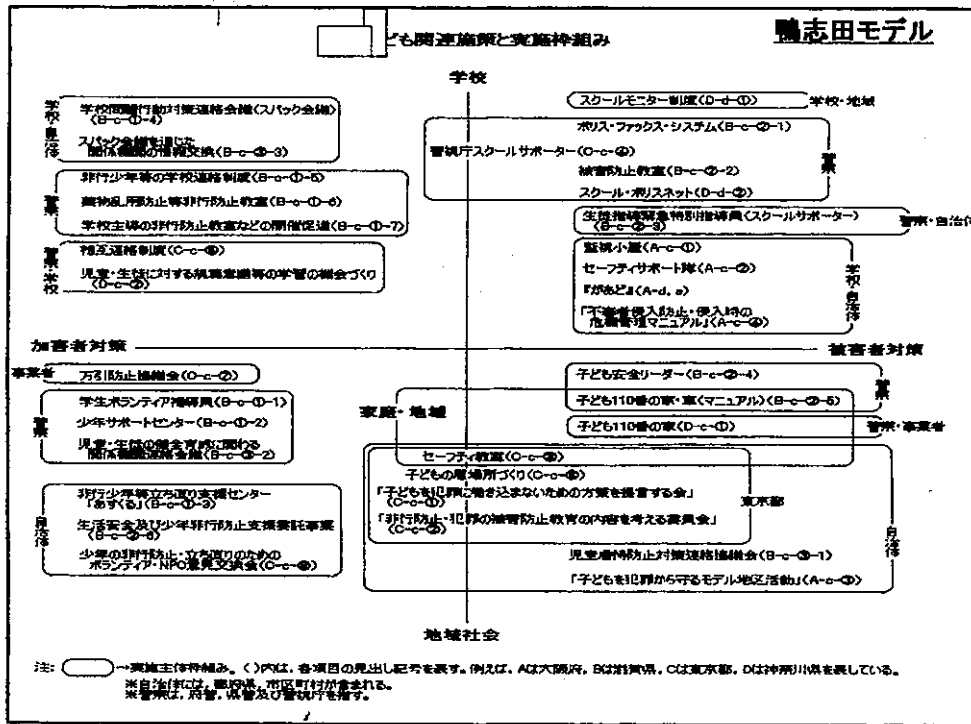 鴨志田モデル
ども関連施策と実施枠組み
学校
学校・自治体
学校問題行動対策連絡会議(スパック会議)
(B-c-①-4)
スパック会議を通じた
関係機関の情報交換(B-c-③-3)
警察
非行少年等の学校連絡制度(B-c-①-5)
薬物乱用防止等非行防止教室(B-c-①-6)
学校主導の非行防止教室などの開催促進(B-c-①-7)
警察・学校
相互連絡制度
児童・生徒に対する規範意識等の学習の機会づくり
(D-c-②)
スクールモニター制度(D-d-①)
学校・地域
ポリス・ファックス・システム(B-c-②-1)
警視庁スクールサポーター(C-c-④)
被害防止教室(B-c-②-2)
スクール・ポリスネット(D-d-②)
警察
生徒指導緊急特別指導員(スクールサポーター)
(B-c-②-3)
警察・自治体
監視小屋(A-c-①)
セーフティサポート隊(A-c-②)
『があど』(A-d. a)
「不審者侵入防止・侵入時の
危機管理マニュアル」(A-c-④)
学校・自治体
加害者対策
被害者対策
事業者
万引防止協議会(C-c-⑦)
警察
学生ボランティア指導員(B-c-①-1)
少年サポートセンター(B-c-①-2)
児童・生徒の健全育成に関わる
関係機関連絡会議(B-c-③-2)
自治体
非行少年等立ち直り支援センター
「あすくる」(B-c-①-3)
生活安全及び少年非行防止支援委託事業
(B-c-②-6)
少年の非行防止・立ち直りのための
ボランティア・NPO意見交換会
家庭・地域
子ども安全リーダー(B-c-②-4)
警察
子ども110番の家・車(マニュアル)(B-c-②-5)
子ども110番の家(D-c-①)
警察・事業者
セーフティ教室
子どもの居場所づくり
「子どもを犯罪に巻き込まないための方策を提言する会」
(C-c-①)
「非行防止・犯罪の被害防止教育の内容を考える委員会」
(C-c-②)
東京都
児童虐待防止対策連絡協議会(B-c-③-1)
「子どもを犯罪から守るモデル地区活動」(A-c-③)
自治体
地域社会
注: →実施主体枠組み。( )内は、各項目の見出し記号を表す。例えば、Aは大阪府、Bは滋賀県、Cは東京都、Dは神奈川県を表している。
※自治体には、都府県、市区町村が含まれる。
※警察は、府警、県警及び警視庁を指す。